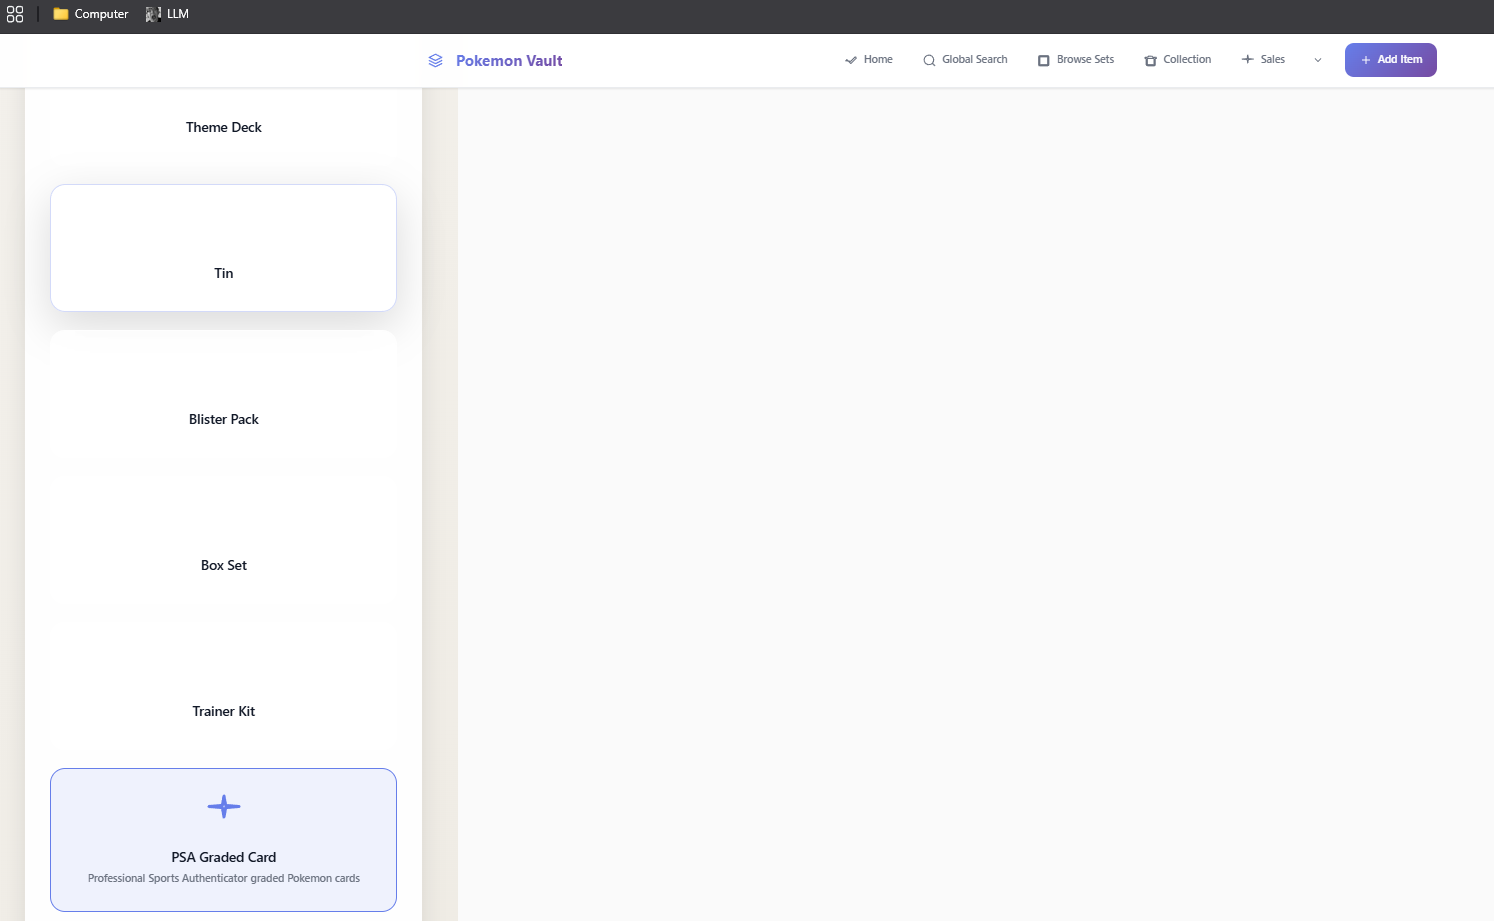 Computer
LLM
Pokemon Vault
Home
Global Search
Browse Sets
Collection
Sales
Add Item
Theme Deck
Tin
Blister Pack
Box Set
Trainer Kit
PSA Graded Card
Professional Sports Authenticator graded Pokemon cards